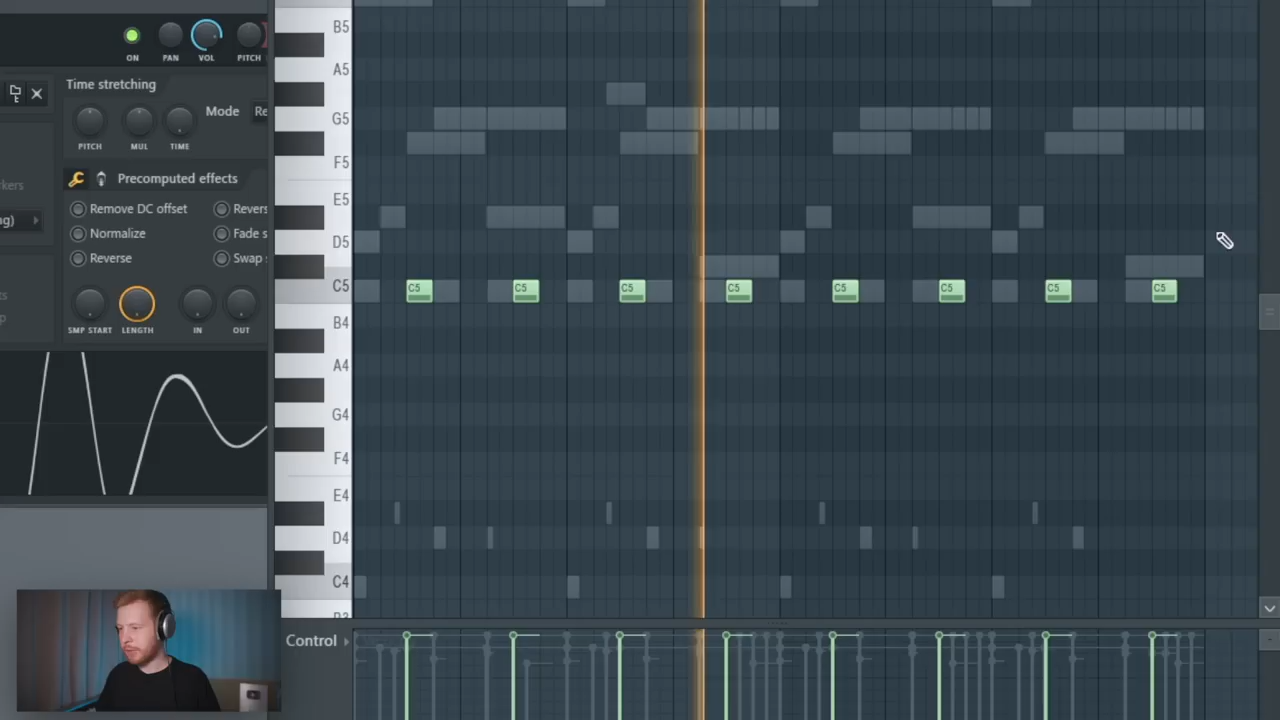 ON PAN VOL PITCH
Time stretching
Mode Re
PITCH MUL TIME
Precomputed effects
rkers
Remove DC offset Revers
ng) Normalize Fade s
Reverse Swap
SMP START LENGTH IN OUT
B5
A5
G5
F5
E5
D5
C5
B4
A4
G4
F4
E4
D4
C4
C5 C5 C5 C5 C5 C5 C5 C5
Control